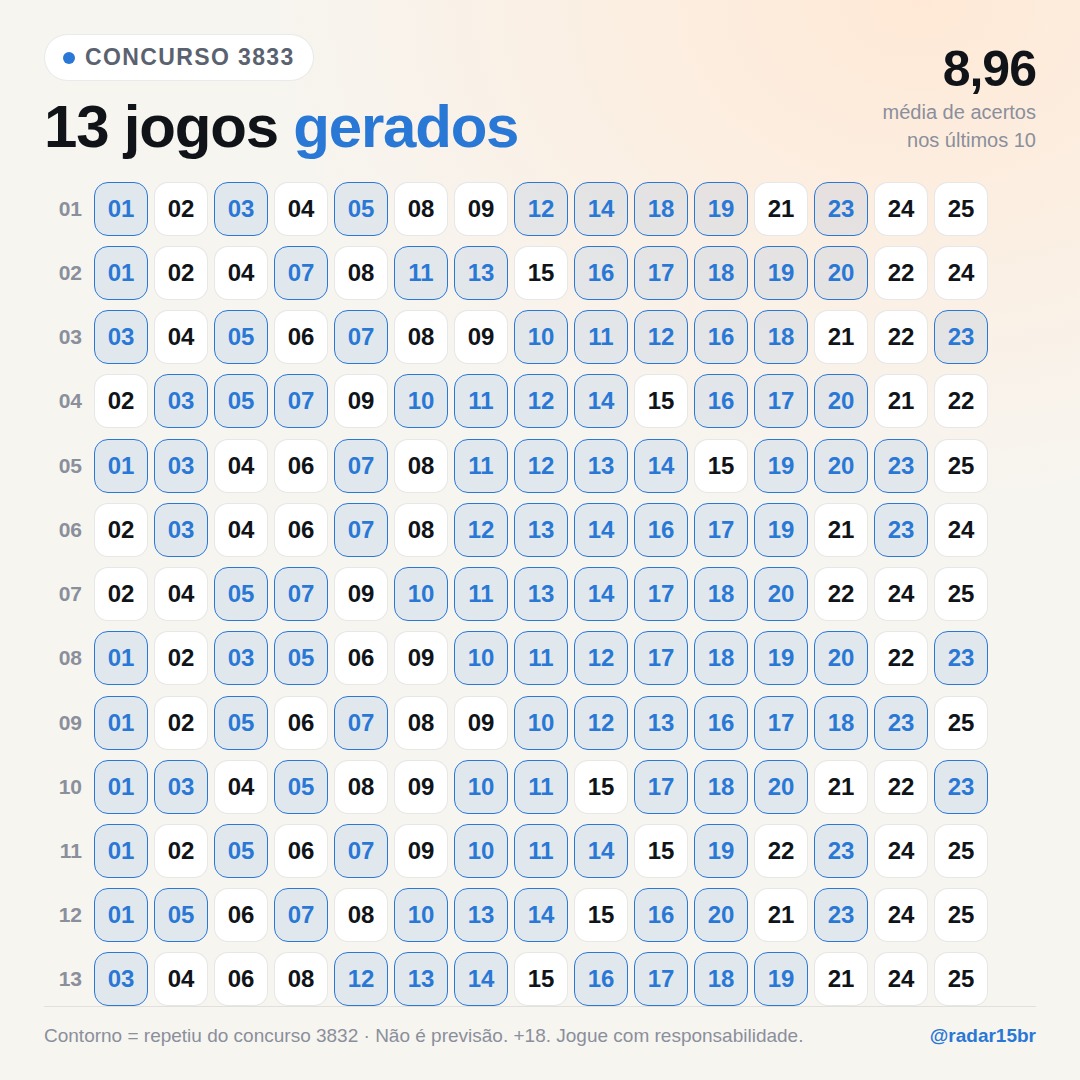 CONCURSO 3833
13 jogos gerados
8,96
média de acertos
nos últimos 10
01 01 02 03 04 05 08 09 12 14 18 19 21 23 24 25
02 01 02 04 07 08 11 13 15 16 17 18 19 20 22 24
03 03 04 05 06 07 08 09 10 11 12 16 18 21 22 23
04 02 03 05 07 09 10 11 12 14 15 16 17 20 21 22
05 01 03 04 06 07 08 11 12 13 14 15 19 20 23 25
06 02 03 04 06 07 08 12 13 14 16 17 19 21 23 24
07 02 04 05 07 09 10 11 13 14 17 18 20 22 24 25
08 01 02 03 05 06 09 10 11 12 17 18 19 20 22 23
09 01 02 05 06 07 08 09 10 12 13 16 17 18 23 25
10 01 03 04 05 08 09 10 11 15 17 18 20 21 22 23
11 01 02 05 06 07 09 10 11 14 15 19 22 23 24 25
12 01 05 06 07 08 10 13 14 15 16 20 21 23 24 25
13 03 04 06 08 12 13 14 15 16 17 18 19 21 24 25
Contorno = repetiu do concurso 3832 · Não é previsão. +18. Jogue com responsabilidade.
@radar15br